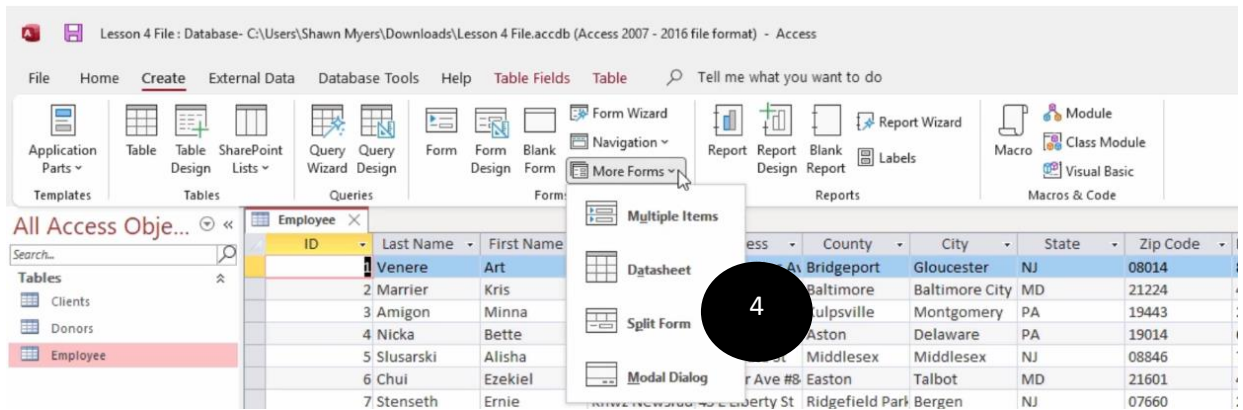 Lesson 4 File : Database- C:\Users\Shawn Myers\Downloads\Lesson 4 File.accdb (Access 2007 - 2016 file format) - Access
File Home Create External Data Database Tools Help Table Fields Table Tell me what you want to do
Application Parts
Table
Table Design
SharePoint Lists
Query Wizard
Query Design
Form
Form Design
Blank Form
Form Wizard
Navigation
More Forms
Report
Report Design
Blank Report
Report Wizard
Labels
Macro
Module
Class Module
Visual Basic
Templates Tables Queries Form Reports Macros & Code
All Access Obje...
Search...
Tables
Clients
Donors
Employee
Multiple Items
Datasheet
Split Form
Modal Dialog
4
Employee
ID Last Name First Name ess County City State Zip Code
1 Venere Art Bridgeport Gloucester NJ 08014
2 Marrier Kris Baltimore Baltimore City MD 21224
3 Amigon Minna Kulpsville Montgomery PA 19443
4 Nicka Bette Aston Delaware PA 19014
5 Slusarski Alisha Middlesex Middlesex NJ 08846
6 Chui Ezekiel r Ave #8 Easton Talbot MD 21601
7 Stenseth Ernie 45 E Liberty St Ridgefield Park Bergen NJ 07660